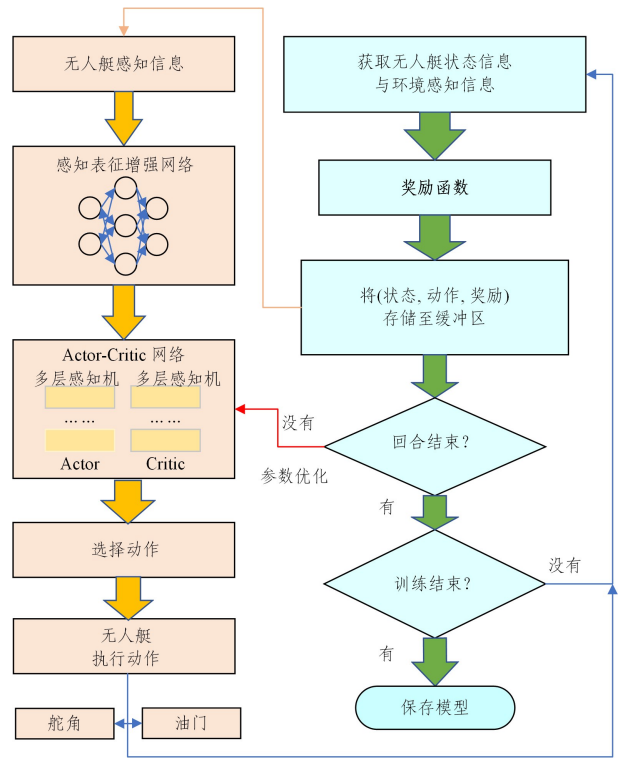 无人艇感知信息
感知表征增强网络
Actor-Critic 网络
多层感知机 多层感知机
…… ……
Actor Critic
选择动作
无人艇
执行动作
舵角
油门
获取无人艇状态信息
与环境感知信息
奖励函数
将(状态, 动作, 奖励)
存储至缓冲区
回合结束?
没有
参数优化
有
训练结束?
没有
有
保存模型